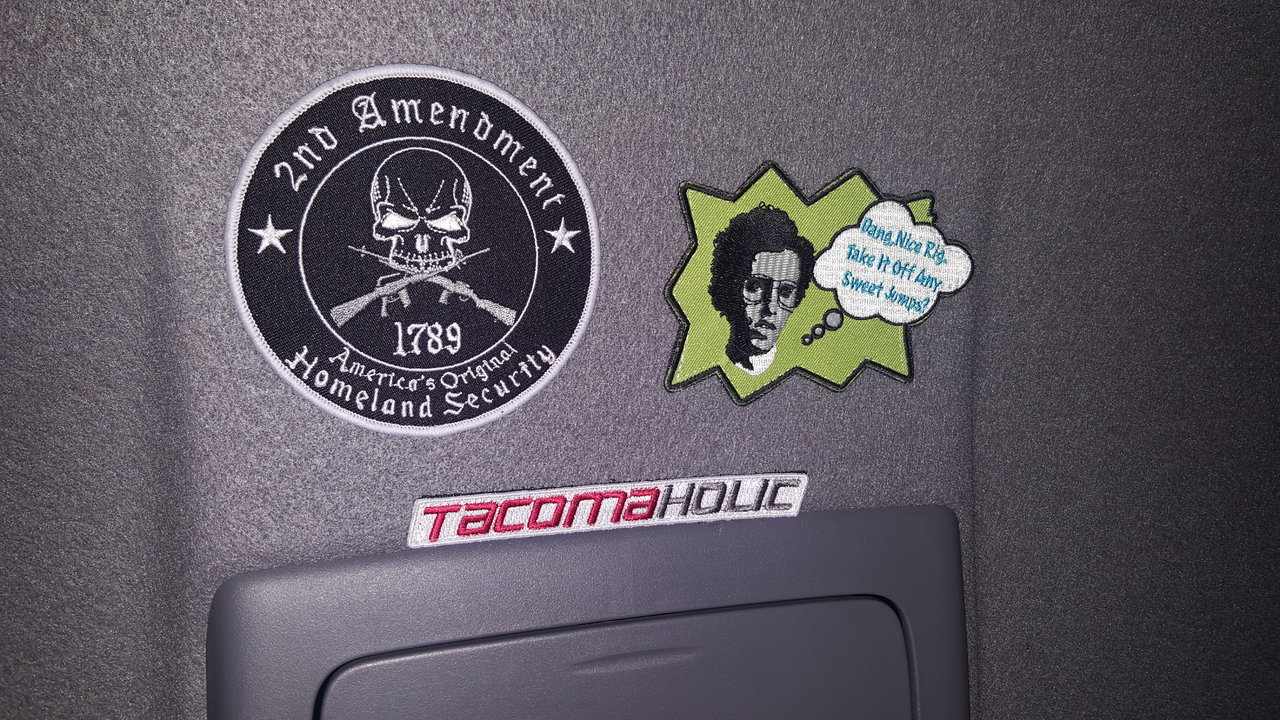 2nd Amendment
1789
America's Original
Homeland Security
Dang, Nice Rig.
Take It Off Any
Sweet Jumps?
TACOMAHOLIC